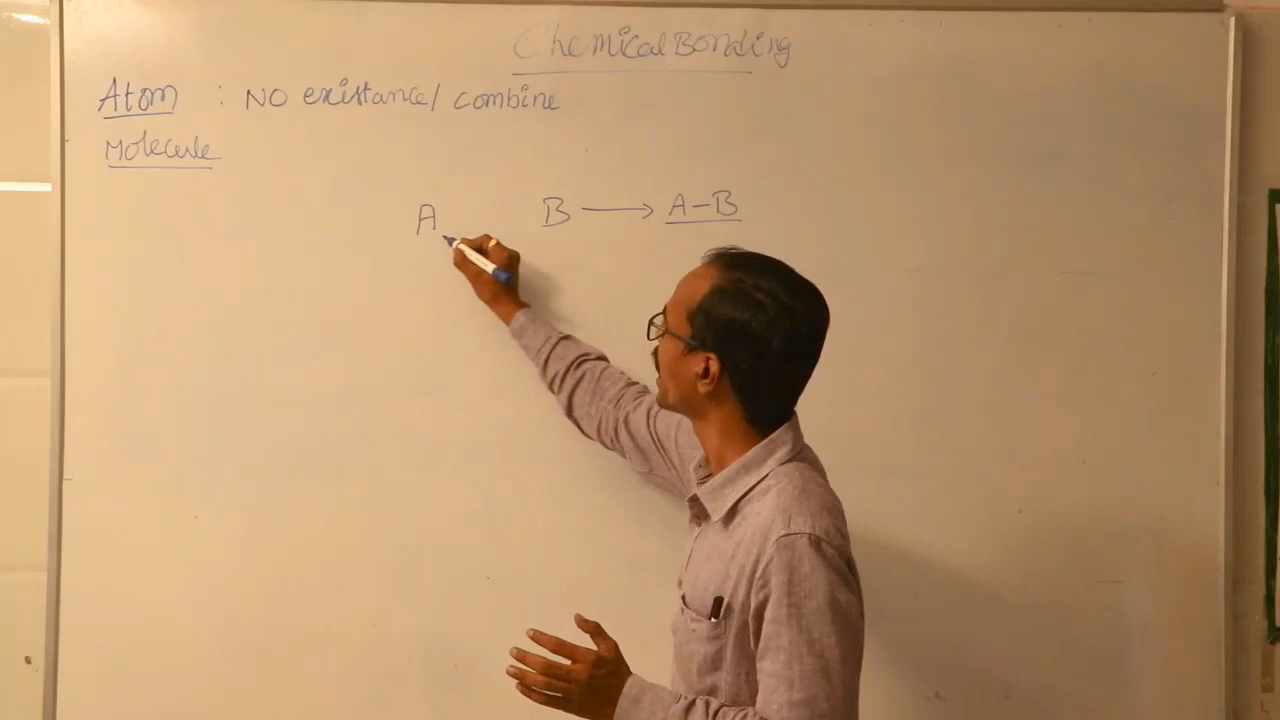 Chemical Bonding
Atom : NO existance/ combine
Molecule
A B → A-B